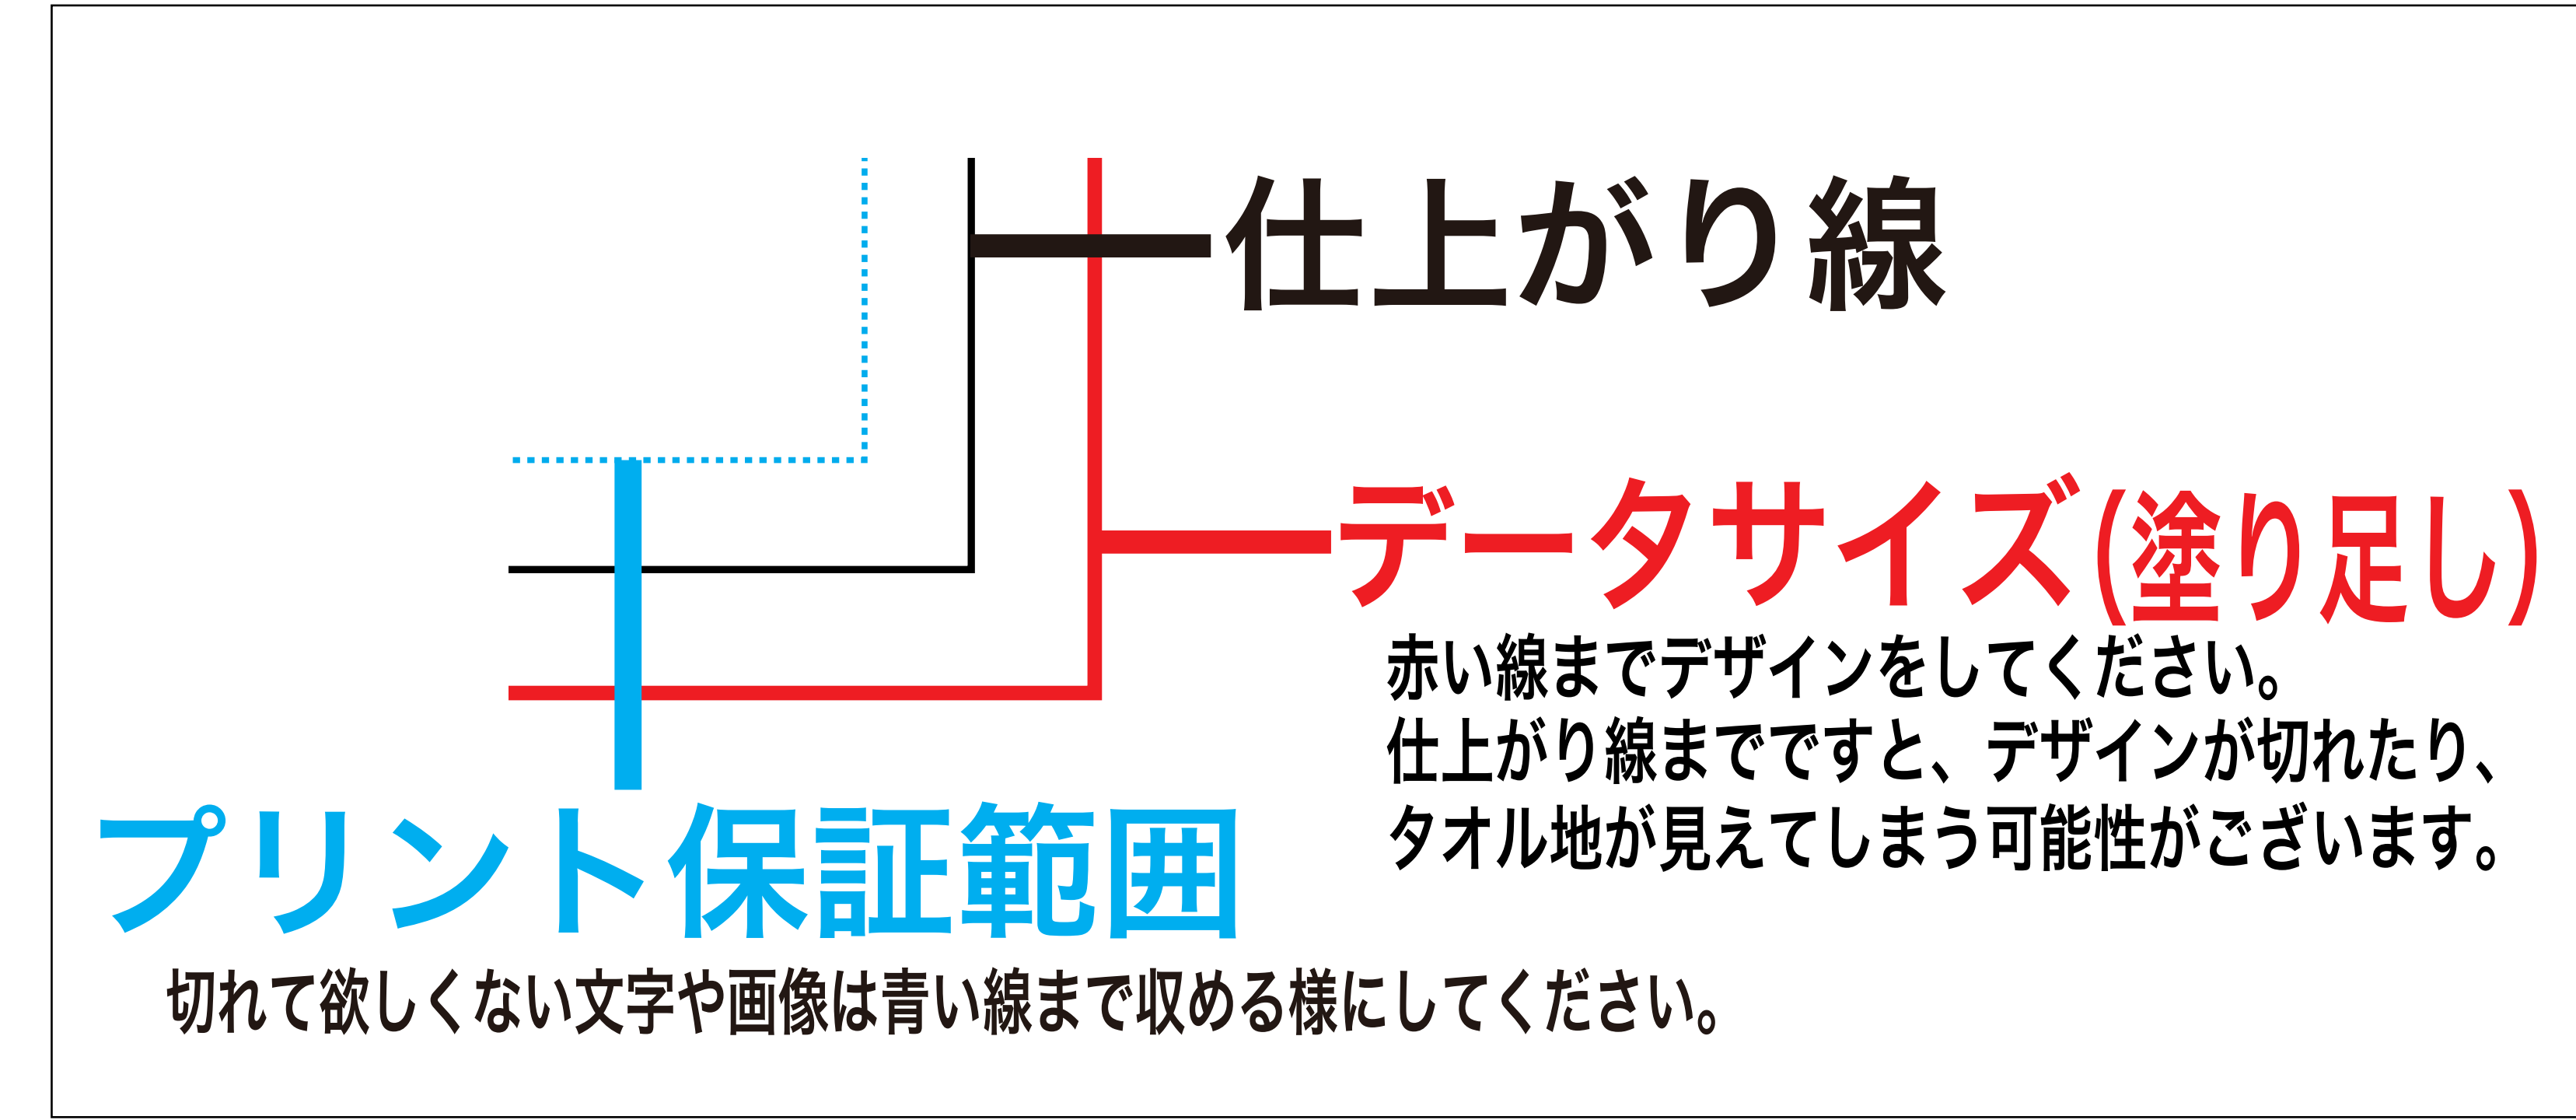 仕上がり線
データサイズ(塗り足し)
赤い線までデザインをしてください。
仕上がり線まででですと、デザインが切れたり、
タオル地が見えてしまう可能性がございます。
プリント保証範囲
切れて欲しくない文字や画像は青い線まで収める様にしてください。